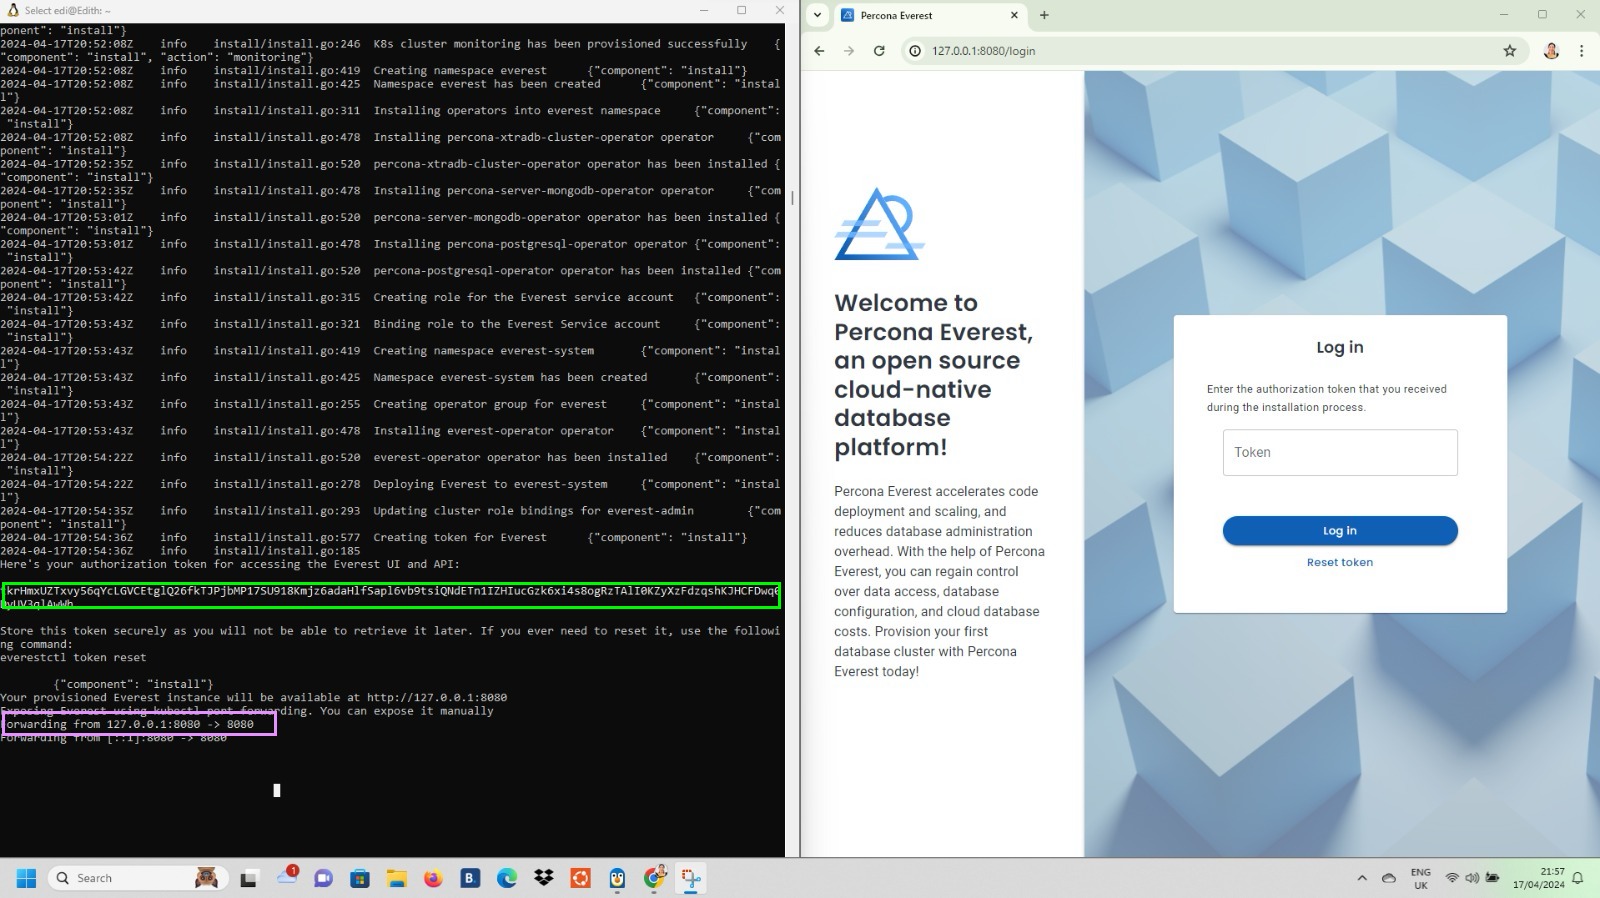 Select edi@Edith: ~
ponent": "install"}
2024-04-17T20:52:08Z info install/install.go:246 K8s cluster monitoring has been provisioned successfully {
"component": "install", "action": "monitoring"}
2024-04-17T20:52:08Z info install/install.go:419 Creating namespace everest {"component": "install"}
2024-04-17T20:52:08Z info install/install.go:425 Namespace everest has been created {"component": "instal
l"}
2024-04-17T20:52:08Z info install/install.go:311 Installing operators into everest namespace {"component":
"install"}
2024-04-17T20:52:08Z info install/install.go:478 Installing percona-xtradb-cluster-operator operator {"com
ponent": "install"}
2024-04-17T20:52:35Z info install/install.go:520 percona-xtradb-cluster-operator operator has been installed {
"component": "install"}
2024-04-17T20:52:35Z info install/install.go:478 Installing percona-server-mongodb-operator operator {"com
ponent": "install"}
2024-04-17T20:53:01Z info install/install.go:520 percona-server-mongodb-operator operator has been installed {
"component": "install"}
2024-04-17T20:53:01Z info install/install.go:478 Installing percona-postgresql-operator operator {"component":
"install"}
2024-04-17T20:53:42Z info install/install.go:520 percona-postgresql-operator operator has been installed {"com
ponent": "install"}
2024-04-17T20:53:42Z info install/install.go:315 Creating role for the Everest service account {"component":
"install"}
2024-04-17T20:53:43Z info install/install.go:321 Binding role to the Everest Service account {"component":
"install"}
2024-04-17T20:53:43Z info install/install.go:419 Creating namespace everest-system {"component": "instal
l"}
2024-04-17T20:53:43Z info install/install.go:425 Namespace everest-system has been created {"component":
"install"}
2024-04-17T20:53:43Z info install/install.go:255 Creating operator group for everest {"component": "instal
l"}
2024-04-17T20:53:43Z info install/install.go:478 Installing everest-operator operator {"component": "instal
l"}
2024-04-17T20:54:22Z info install/install.go:520 everest-operator operator has been installed {"component":
"install"}
2024-04-17T20:54:22Z info install/install.go:278 Deploying Everest to everest-system {"component": "instal
l"}
2024-04-17T20:54:35Z info install/install.go:293 Updating cluster role bindings for everest-admin {"com
ponent": "install"}
2024-04-17T20:54:36Z info install/install.go:577 Creating token for Everest {"component": "install"}
2024-04-17T20:54:36Z info install/install.go:185
Here's your authorization token for accessing the Everest UI and API:
Store this token securely as you will not be able to retrieve it later. If you ever need to reset it, use the followi
ng command:
everestctl token reset
{"component": "install"}
Your provisioned Everest instance will be available at http://127.0.0.1:8080
Exposing Everest using kubectl port-forwarding. You can expose it manually
Forwarding from 127.0.0.1:8080 -> 8080
Forwarding from [::1]:8080 -> 8080
Percona Everest
127.0.0.1:8080/login
Welcome to
Percona Everest,
an open source
cloud-native
database
platform!
Percona Everest accelerates code
deployment and scaling, and
reduces database administration
overhead. With the help of Percona
Everest, you can regain control
over data access, database
configuration, and cloud database
costs. Provision your first
database cluster with Percona
Everest today!
Log in
Enter the authorization token that you received
during the installation process.
Token
Log in
Reset token
Search
1
B.
ENG
UK
21:57
17/04/2024